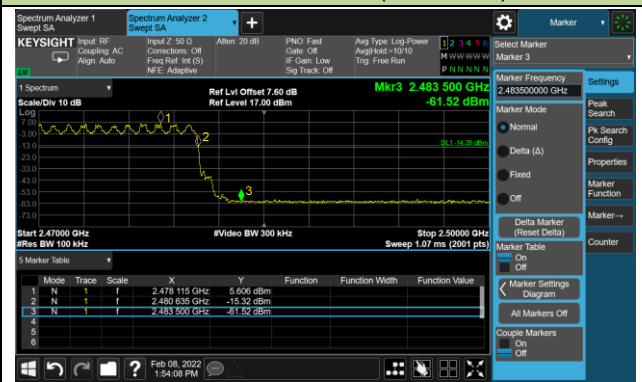 Spectrum Analyzer 1
Swept SA
Spectrum Analyzer 2
Swept SA
Marker
KEYSIGHT Input: RF
Coupling: AC
Align: Auto
Input Z: 50 Ω
Corrections: Off
Freq Ref: Int (S)
NFE: Adaptive
Atten: 20 dB
PNO: Fast
Gate: Off
IF Gain: Low
Sig Track: Off
Avg Type: Log-Power
Avg|Hold:>10/10
Trig: Free Run
1 2 3 4 5 6
M W W W W W
P N N N N N
Select Marker
Marker 3
LXI
1 Spectrum
Ref Lvl Offset 7.60 dB
Mkr3 2.483 500 GHz
Scale/Div 10 dB
Ref Level 17.00 dBm
-61.52 dBm
Log
7.00
-3.00
-13.0
-23.0
-33.0
-43.0
-53.0
-63.0
-73.0
1
2
3
DL1 -14.39 dBm
Start 2.47000 GHz
#Video BW 300 kHz
Stop 2.50000 GHz
#Res BW 100 kHz
Sweep 1.07 ms (2001 pts)
5 Marker Table
Mode Trace Scale X Y Function Function Width Function Value
1 N 1 f 2.478 115 GHz 5.606 dBm
2 N 1 f 2.480 635 GHz -15.32 dBm
3 N 1 f 2.483 500 GHz -61.52 dBm
4
5
6
Marker Frequency
2.483500000 GHz
Marker Mode
Normal
Delta (Δ)
Fixed
Off
Delta Marker
(Reset Delta)
Marker Table
On
Off
Marker Settings
Diagram
All Markers Off
Couple Markers
On
Off
Settings
Peak
Search
Pk Search
Config
Properties
Marker
Function
Marker→
Counter
Feb 08, 2022
1:54:08 PM